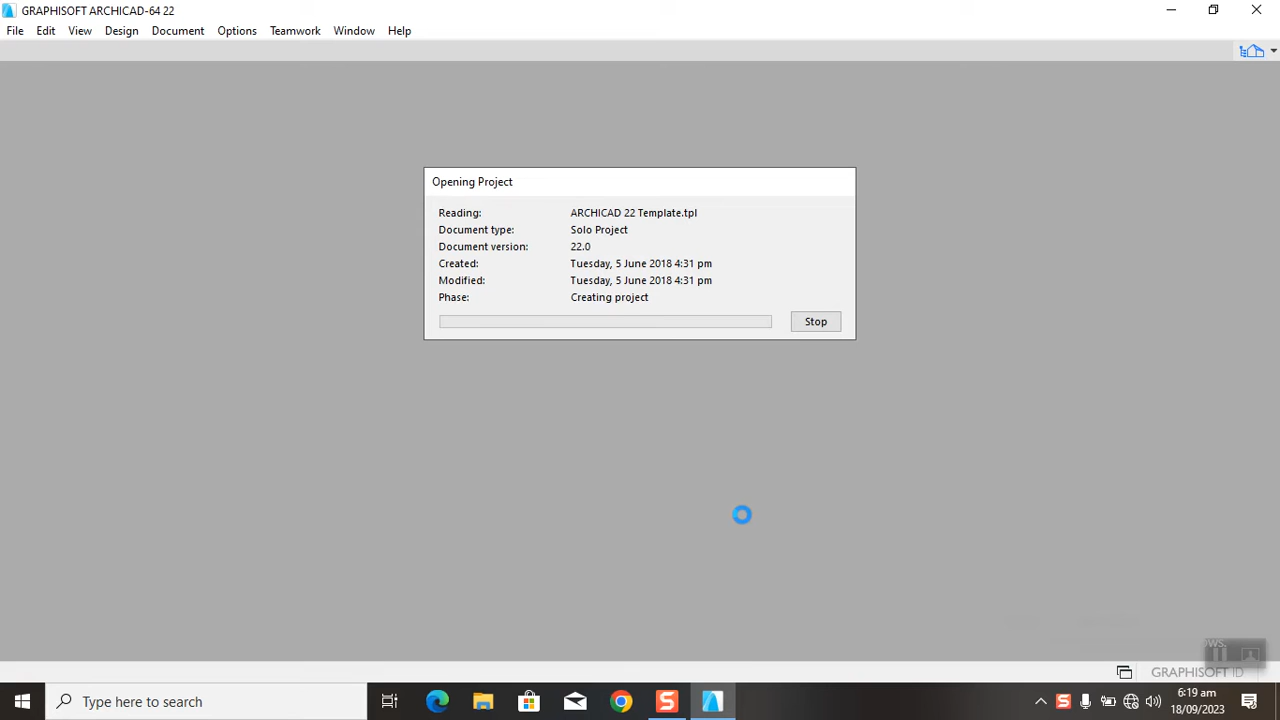 GRAPHISOFT ARCHICAD-64 22
File Edit View Design Document Options Teamwork Window Help
Opening Project
Reading: ARCHICAD 22 Template.tpl
Document type: Solo Project
Document version: 22.0
Created: Tuesday, 5 June 2018 4:31 pm
Modified: Tuesday, 5 June 2018 4:31 pm
Phase: Creating project
Stop
GRAPHISOFT ID
Type here to search
6:19 am
18/09/2023